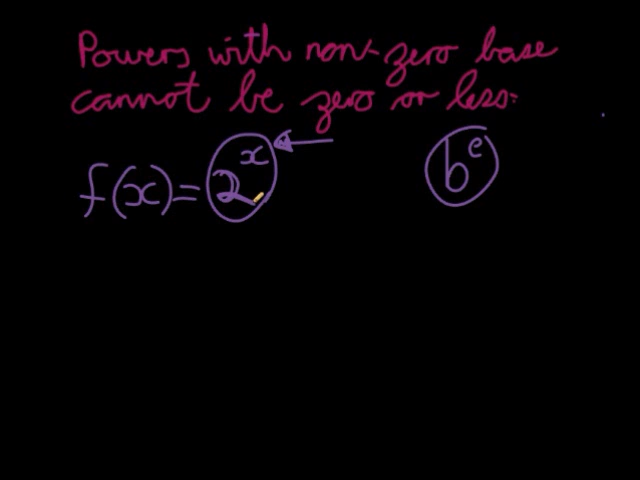 Powers with non-zero base
cannot be zero or less:
f(x) = 2^x b^e